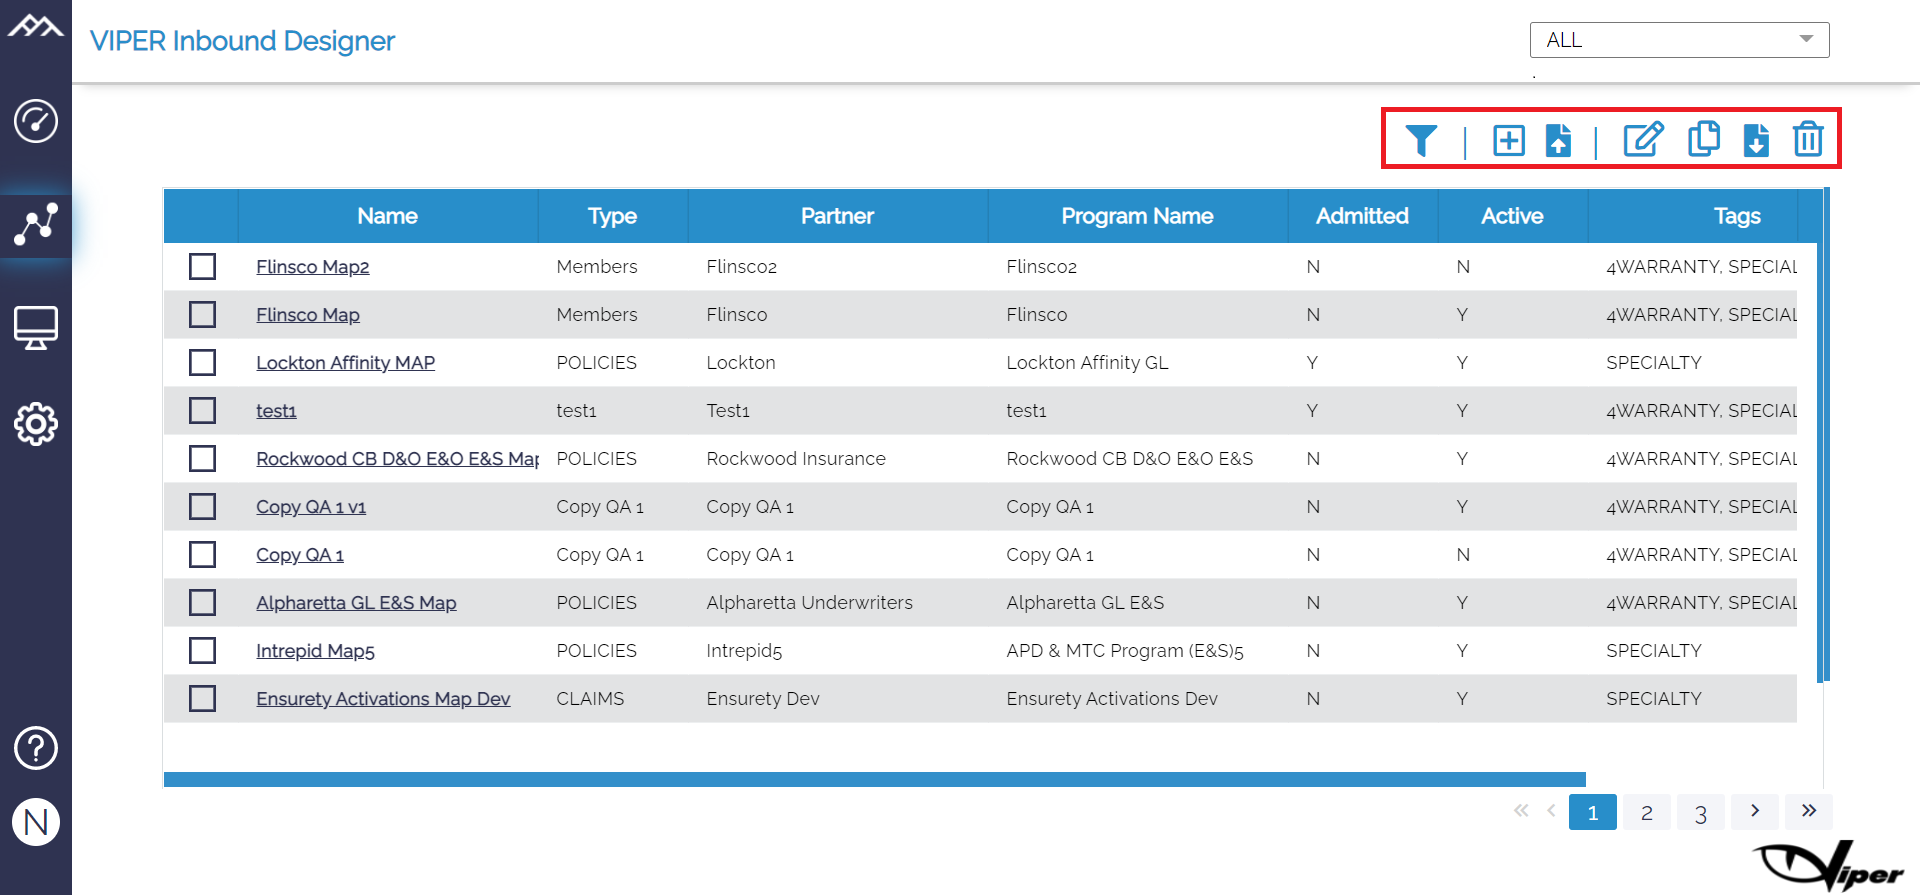 VIPER Inbound Designer
ALL
Name Type Partner Program Name Admitted Active Tags
Flinsco Map2 Members Flinsco2 Flinsco2 N N 4WARRANTY, SPECIAL
Flinsco Map Members Flinsco Flinsco N Y 4WARRANTY, SPECIAL
Lockton Affinity MAP POLICIES Lockton Lockton Affinity GL Y Y SPECIALTY
test1 test1 Test1 test1 Y Y 4WARRANTY, SPECIAL
Rockwood CB D&O E&O E&S Map POLICIES Rockwood Insurance Rockwood CB D&O E&O E&S N Y 4WARRANTY, SPECIAL
Copy QA 1 v1 Copy QA 1 Copy QA 1 Copy QA 1 N Y 4WARRANTY, SPECIAL
Copy QA 1 Copy QA 1 Copy QA 1 Copy QA 1 N N 4WARRANTY, SPECIAL
Alpharetta GL E&S Map POLICIES Alpharetta Underwriters Alpharetta GL E&S N Y 4WARRANTY, SPECIAL
Intrepid Map5 POLICIES Intrepid5 APD & MTC Program (E&S)5 N Y SPECIALTY
Ensurety Activations Map Dev CLAIMS Ensurety Dev Ensurety Activations Dev N Y SPECIALTY
« ‹ 1 2 3 › »
N
Viper